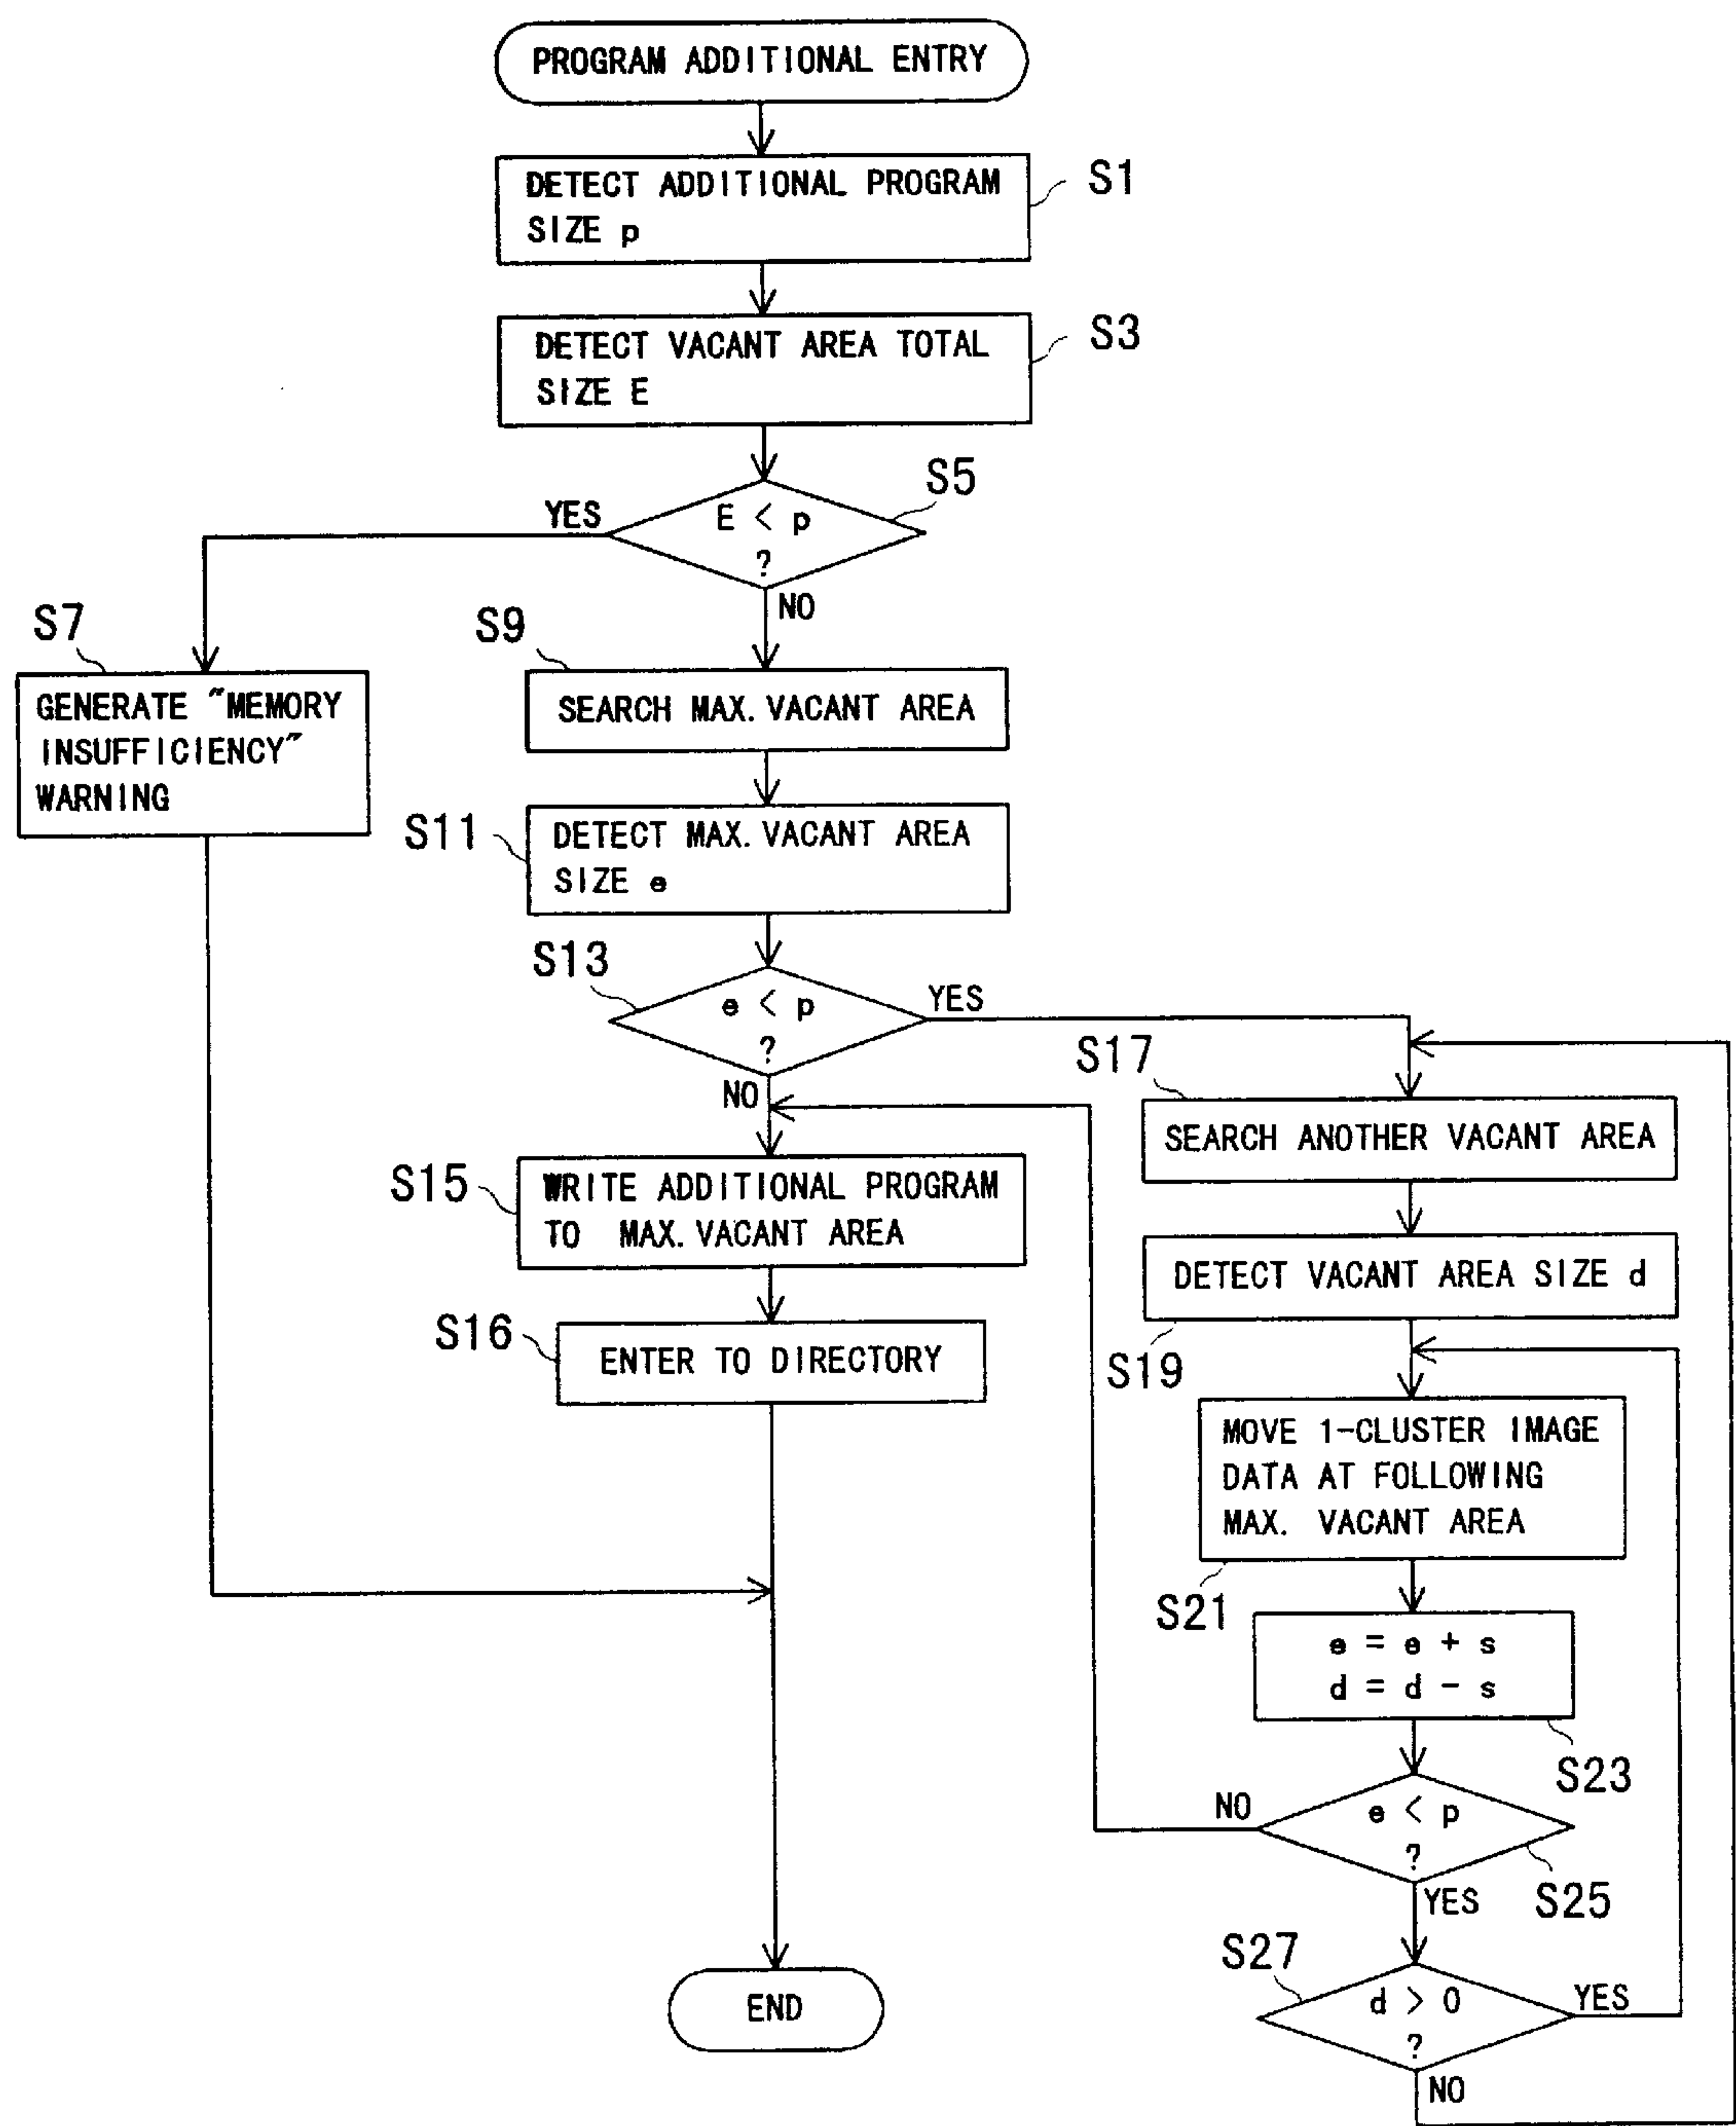 PROGRAM ADDITIONAL ENTRY
DETECT ADDITIONAL PROGRAM
SIZE p
S1
DETECT VACANT AREA TOTAL
SIZE E
S3
S5
E < p
?
YES
NO
S7
GENERATE "MEMORY
INSUFFICIENCY"
WARNING
S9
SEARCH MAX. VACANT AREA
S11
DETECT MAX. VACANT AREA
SIZE e
S13
e < p
?
YES
NO
S15
WRITE ADDITIONAL PROGRAM
TO MAX. VACANT AREA
S16
ENTER TO DIRECTORY
S17
SEARCH ANOTHER VACANT AREA
DETECT VACANT AREA SIZE d
S19
MOVE 1-CLUSTER IMAGE
DATA AT FOLLOWING
MAX. VACANT AREA
S21
e = e + s
d = d - s
S23
e < p
?
NO
YES
S25
S27
d > 0
?
YES
NO
END